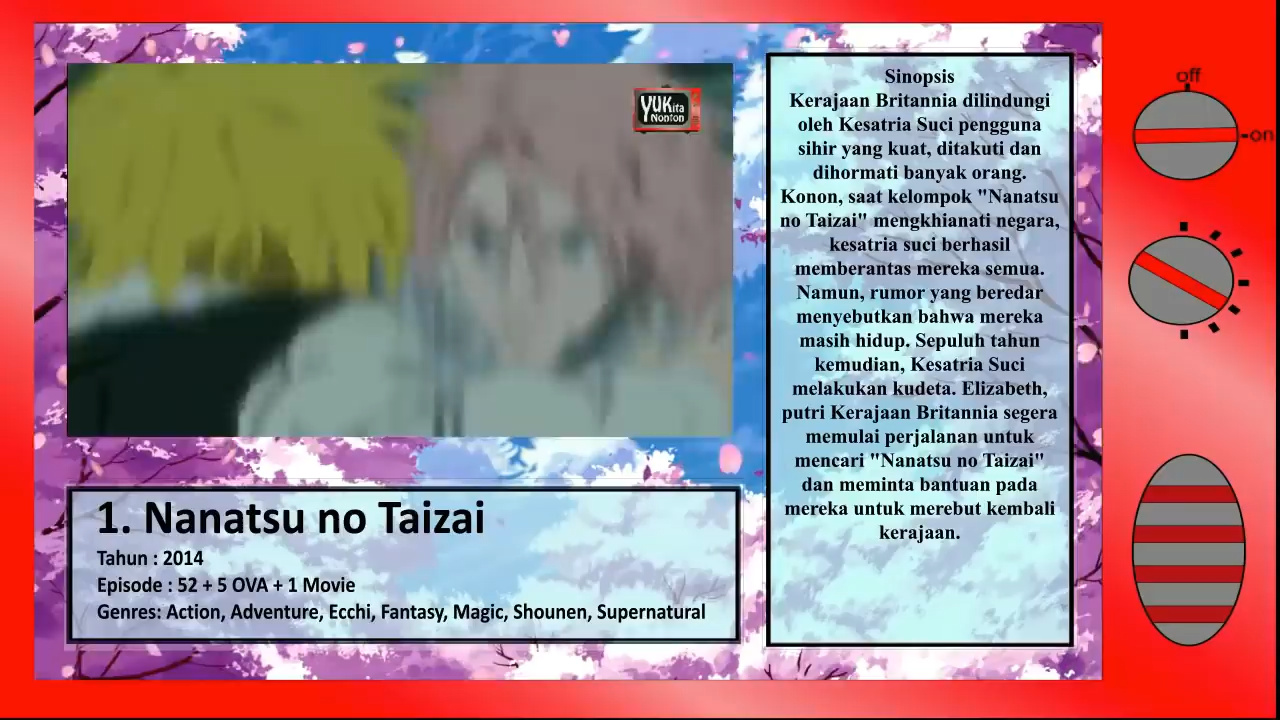 YUKita
Nonton
Sinopsis
Kerajaan Britannia dilindungi
oleh Kesatria Suci pengguna
sihir yang kuat, ditakuti dan
dihormati banyak orang.
Konon, saat kelompok "Nanatsu
no Taizai" mengkhianati negara,
kesatria suci berhasil
memberantas mereka semua.
Namun, rumor yang beredar
menyebutkan bahwa mereka
masih hidup. Sepuluh tahun
kemudian, Kesatria Suci
melakukan kudeta. Elizabeth,
putri Kerajaan Britannia segera
memulai perjalanan untuk
mencari "Nanatsu no Taizai"
dan meminta bantuan pada
mereka untuk merebut kembali
kerajaan.
1. Nanatsu no Taizai
Tahun : 2014
Episode : 52 + 5 OVA + 1 Movie
Genres: Action, Adventure, Ecchi, Fantasy, Magic, Shounen, Supernatural
off
on